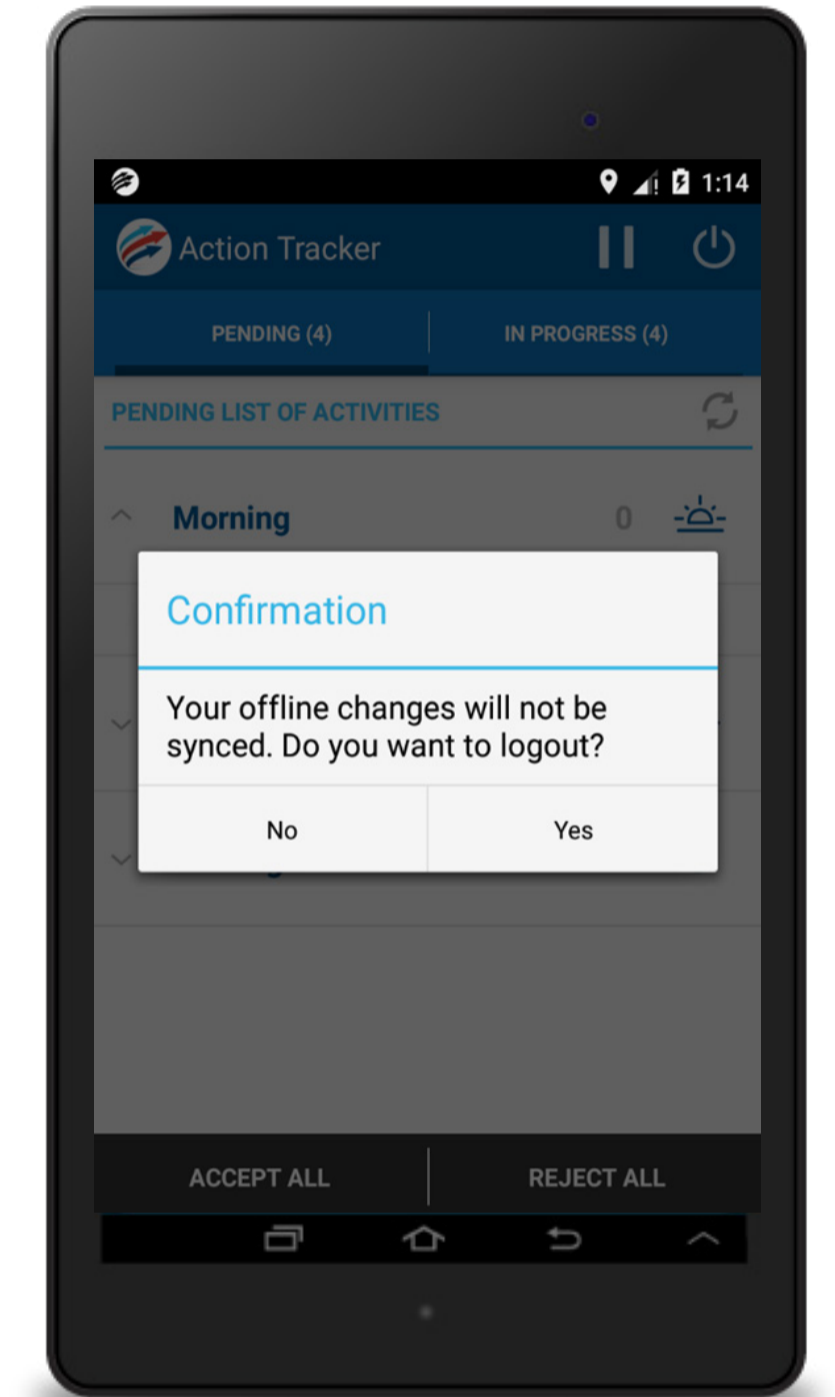 1:14
Action Tracker
PENDING (4) IN PROGRESS (4)
PENDING LIST OF ACTIVITIES
Morning 0
Confirmation
Your offline changes will not be
synced. Do you want to logout?
No Yes
ACCEPT ALL REJECT ALL